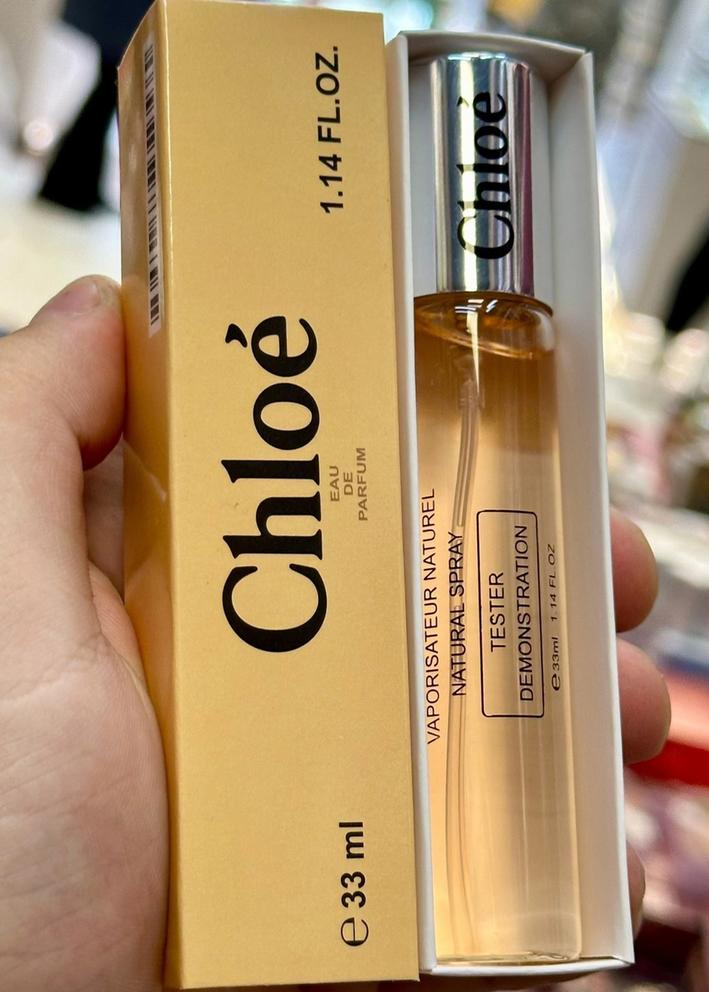 Chloé
EAU
DE
PARFUM
1.14 FL.OZ.
e 33 ml
Chloé
VAPORISATEUR NATUREL
NATURAL SPRAY
TESTER
DEMONSTRATION
e 33ml 1.14 FL OZ